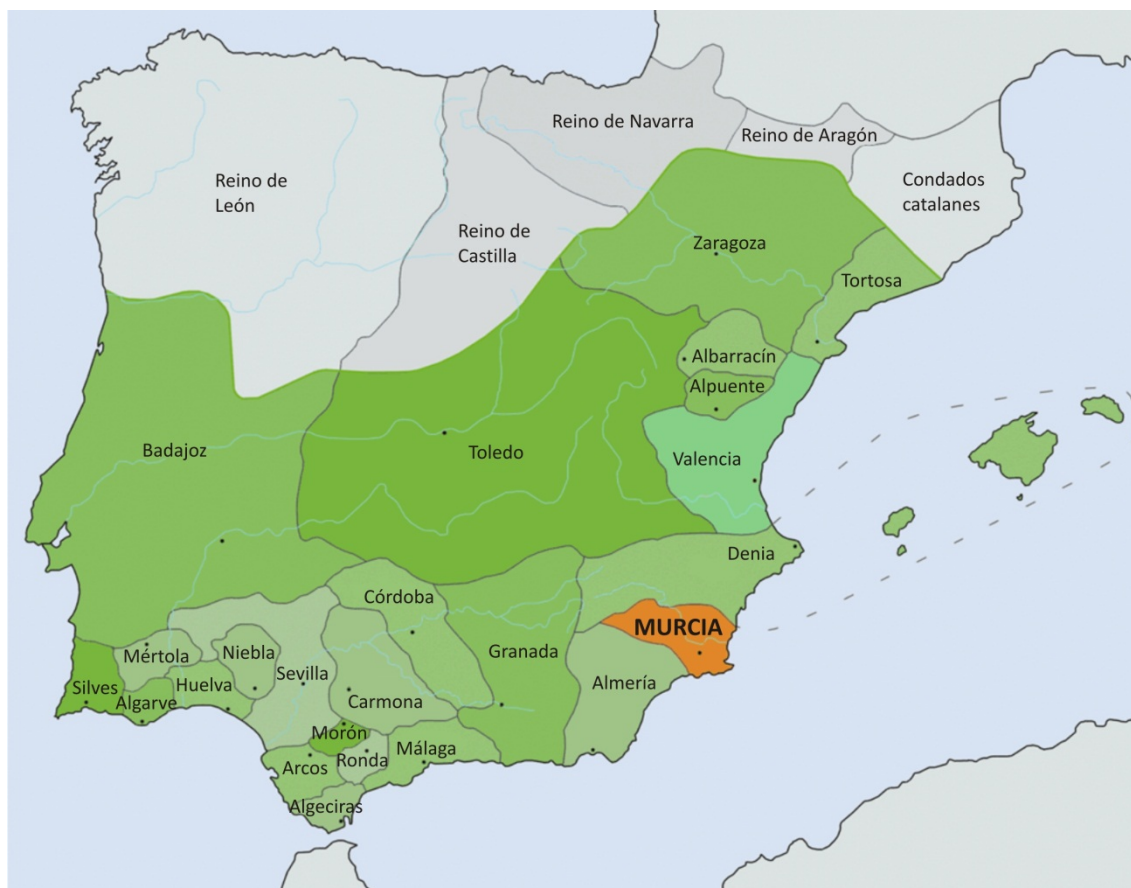 Reino de Navarra
Reino de Aragón
Reino de
León
Condados
catalanes
Reino de
Castilla
Zaragoza
Tortosa
Albarracín
Alpuente
Badajoz
Toledo
Valencia
Denia
Córdoba
MURCIA
Granada
Mértola
Niebla
Sevilla
Almería
Silves
Huelva
Algarve
Carmona
Morón
Málaga
Ronda
Arcos
Algeciras